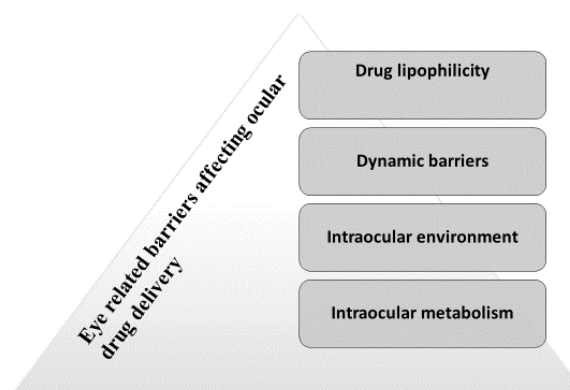 Eye related barriers affecting ocular
drug delivery
Drug lipophilicity
Dynamic barriers
Intraocular environment
Intraocular metabolism